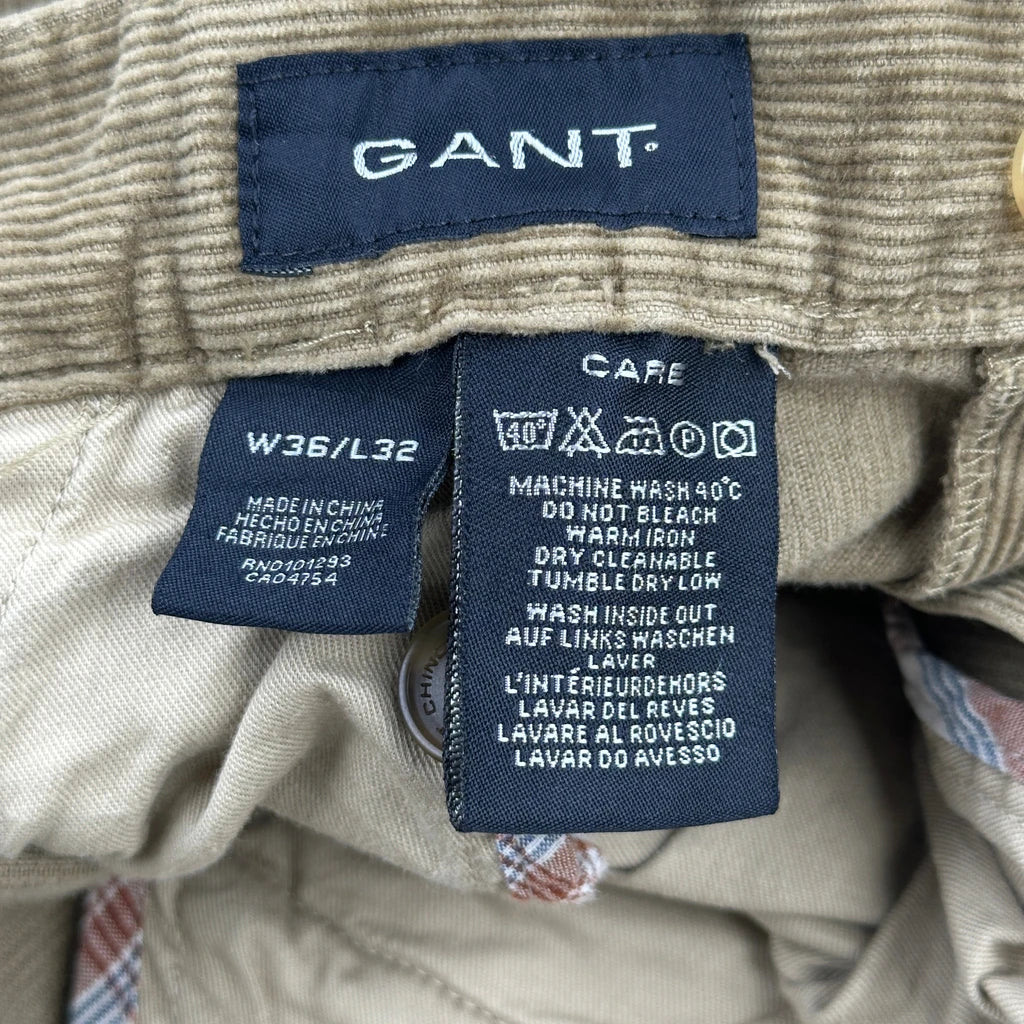 GANT
W36/L32
MADE IN CHINA
HECHO EN CHINA
FABRIQUE EN CHINE
RN0101293
CA04754
CARE
40°
P
MACHINE WASH 40°C
DO NOT BLEACH
WARM IRON
DRY CLEANABLE
TUMBLE DRY LOW
WASH INSIDE OUT
AUF LINKS WASCHEN
LAVER
L'INTÉRIEURDEHORS
LAVAR DEL REVES
LAVARE AL ROVESCIO
LAVAR DO AVESSO
CHINO